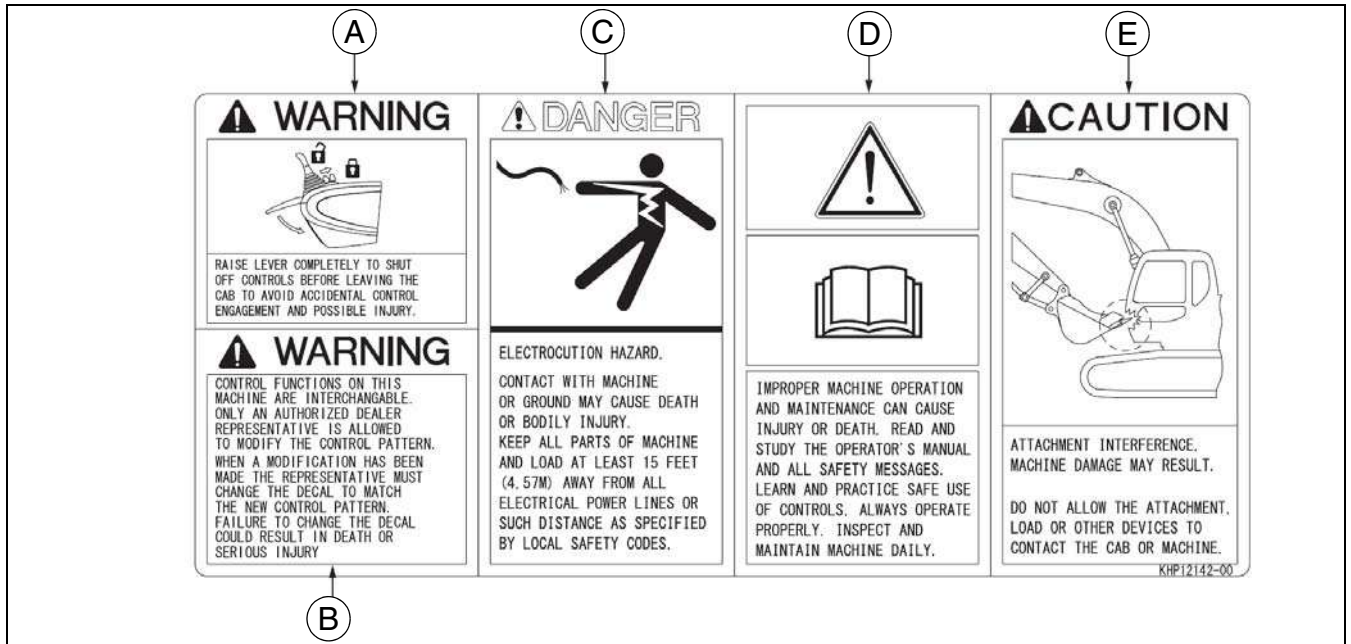 A
C
D
E
WARNING
RAISE LEVER COMPLETELY TO SHUT
OFF CONTROLS BEFORE LEAVING THE
CAB TO AVOID ACCIDENTAL CONTROL
ENGAGEMENT AND POSSIBLE INJURY.
WARNING
CONTROL FUNCTIONS ON THIS
MACHINE ARE INTERCHANGABLE.
ONLY AN AUTHORIZED DEALER
REPRESENTATIVE IS ALLOWED
TO MODIFY THE CONTROL PATTERN.
WHEN A MODIFICATION HAS BEEN
MADE THE REPRESENTATIVE MUST
CHANGE THE DECAL TO MATCH
THE NEW CONTROL PATTERN.
FAILURE TO CHANGE THE DECAL
COULD RESULT IN DEATH OR
SERIOUS INJURY
B
DANGER
ELECTROCUTION HAZARD.
CONTACT WITH MACHINE
OR GROUND MAY CAUSE DEATH
OR BODILY INJURY.
KEEP ALL PARTS OF MACHINE
AND LOAD AT LEAST 15 FEET
(4.57M) AWAY FROM ALL
ELECTRICAL POWER LINES OR
SUCH DISTANCE AS SPECIFIED
BY LOCAL SAFETY CODES.
IMPROPER MACHINE OPERATION
AND MAINTENANCE CAN CAUSE
INJURY OR DEATH. READ AND
STUDY THE OPERATOR'S MANUAL
AND ALL SAFETY MESSAGES.
LEARN AND PRACTICE SAFE USE
OF CONTROLS. ALWAYS OPERATE
PROPERLY. INSPECT AND
MAINTAIN MACHINE DAILY.
CAUTION
ATTACHMENT INTERFERENCE.
MACHINE DAMAGE MAY RESULT.
DO NOT ALLOW THE ATTACHMENT.
LOAD OR OTHER DEVICES TO
CONTACT THE CAB OR MACHINE.
KHP12142-00